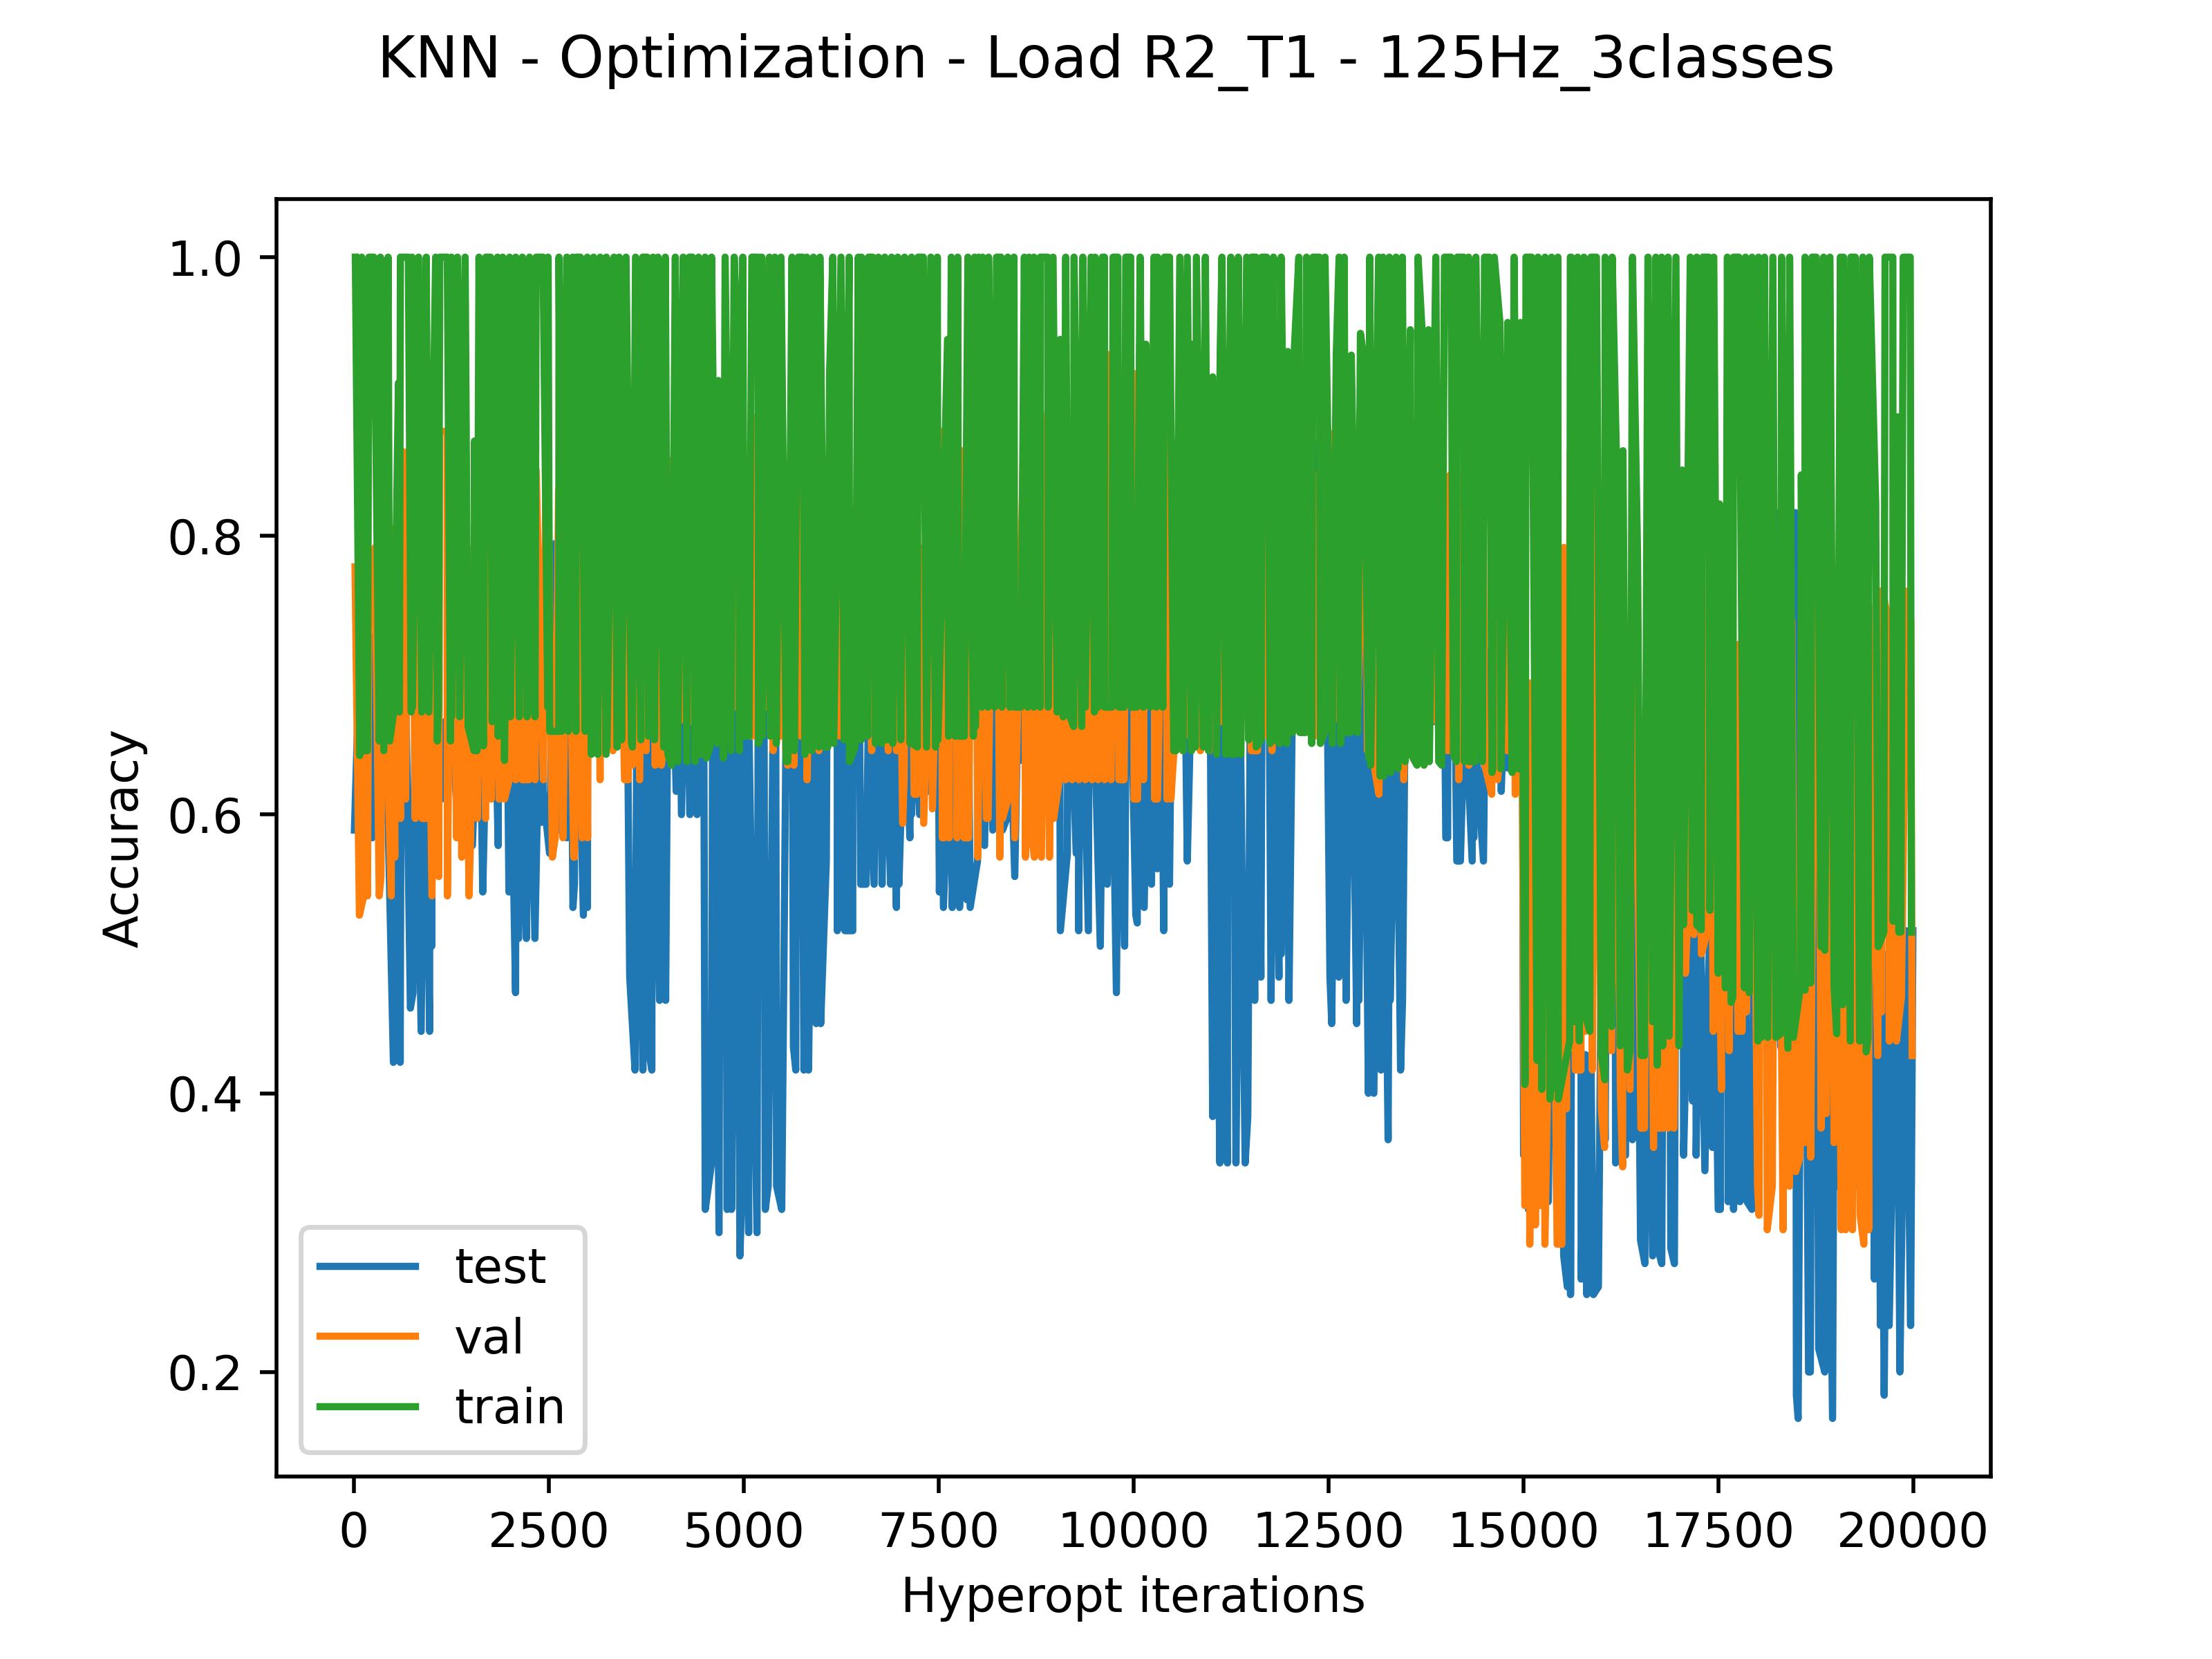 KNN - Optimization - Load R2_T1 - 125Hz_3classes
Accuracy
1.0
0.8
0.6
0.4
0.2
test
val
train
0 2500 5000 7500 10000 12500 15000 17500 20000
Hyperopt iterations